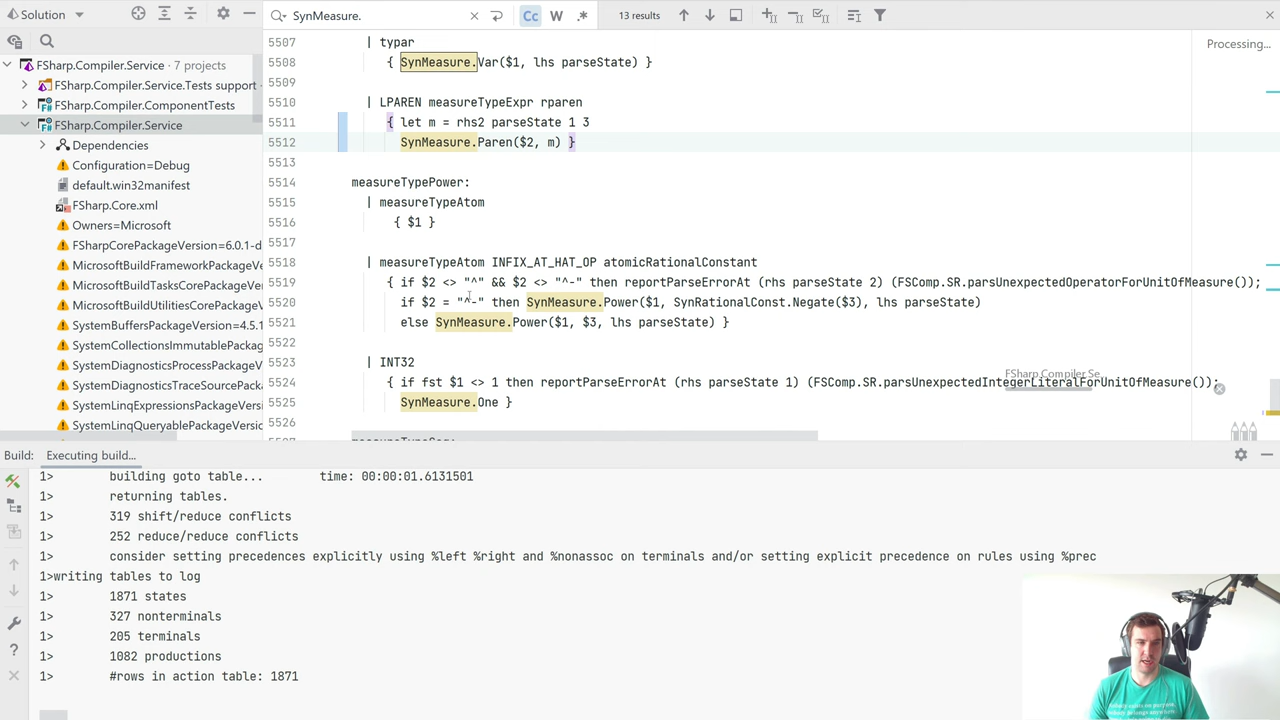 Solution
SynMeasure.
Cc W .*
13 results
FSharp.Compiler.Service · 7 projects
FSharp.Compiler.Service.Tests support
FSharp.Compiler.ComponentTests
FSharp.Compiler.Service
Dependencies
Configuration=Debug
default.win32manifest
FSharp.Core.xml
Owners=Microsoft
FSharpCorePackageVersion=6.0.1-d
MicrosoftBuildFrameworkPackageVe
MicrosoftBuildTasksCorePackageVe
MicrosoftBuildUtilitiesCorePackageVe
SystemBuffersPackageVersion=4.5.1
SystemCollectionsImmutablePackage
SystemDiagnosticsProcessPackageV
SystemDiagnosticsTraceSourcePackag
SystemLinqExpressionsPackageVersi
SystemLinqQueryablePackageVersion
Processing...
5507 | typar
5508 { SynMeasure.Var($1, lhs parseState) }
5509
5510 | LPAREN measureTypeExpr rparen
5511 { let m = rhs2 parseState 1 3
5512 SynMeasure.Paren($2, m) }
5513
5514 measureTypePower:
5515 | measureTypeAtom
5516 { $1 }
5517
5518 | measureTypeAtom INFIX_AT_HAT_OP atomicRationalConstant
5519 { if $2 <> "^" && $2 <> "^-" then reportParseErrorAt (rhs parseState 2) (FSComp.SR.parsUnexpectedOperatorForUnitOfMeasure());
5520 if $2 = "^-" then SynMeasure.Power($1, SynRationalConst.Negate($3), lhs parseState)
5521 else SynMeasure.Power($1, $3, lhs parseState) }
5522
5523 | INT32
5524 { if fst $1 <> 1 then reportParseErrorAt (rhs parseState 1) (FSComp.SR.parsUnexpectedIntegerLiteralForUnitOfMeasure());
5525 SynMeasure.One }
5526
FSharp.Compiler.Se
Build: Executing build...
1> building goto table... time: 00:00:01.6131501
1> returning tables.
1> 319 shift/reduce conflicts
1> 252 reduce/reduce conflicts
1> consider setting precedences explicitly using %left %right and %nonassoc on terminals and/or setting explicit precedence on rules using %prec
1>writing tables to log
1> 1871 states
1> 327 nonterminals
1> 205 terminals
1> 1082 productions
1> #rows in action table: 1871